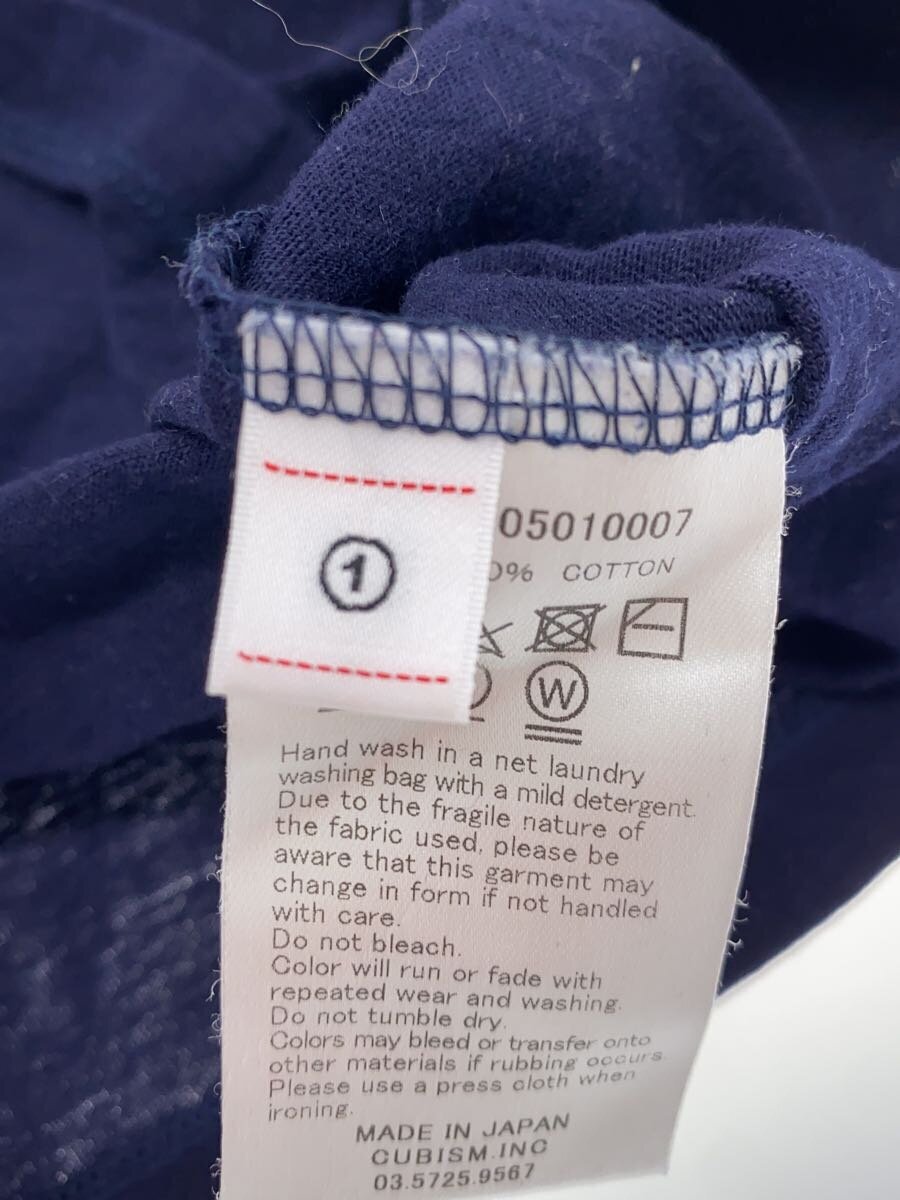 1
05010007
0% COTTON
W
Hand wash in a net laundry
washing bag with a mild detergent.
Due to the fragile nature of
the fabric used, please be
aware that this garment may
change in form if not handled
with care.
Do not bleach.
Color will run or fade with
repeated wear and washing.
Do not tumble dry.
Colors may bleed or transfer onto
other materials if rubbing occurs.
Please use a press cloth when
ironing.
MADE IN JAPAN
CUBISM.INC
03.5725.9567